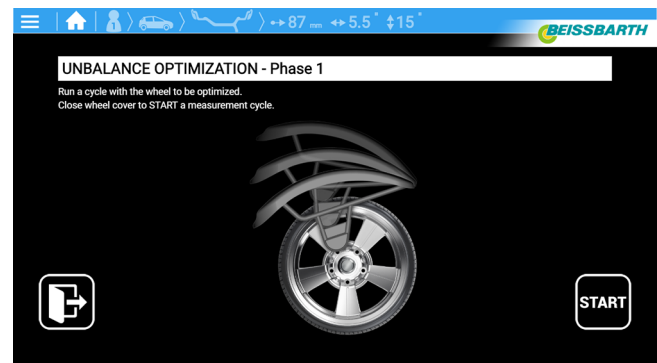 1 87 mm 5.5" 15"
BEISSBARTH
UNBALANCE OPTIMIZATION - Phase 1
Run a cycle with the wheel to be optimized.
Close wheel cover to START a measurement cycle.
START